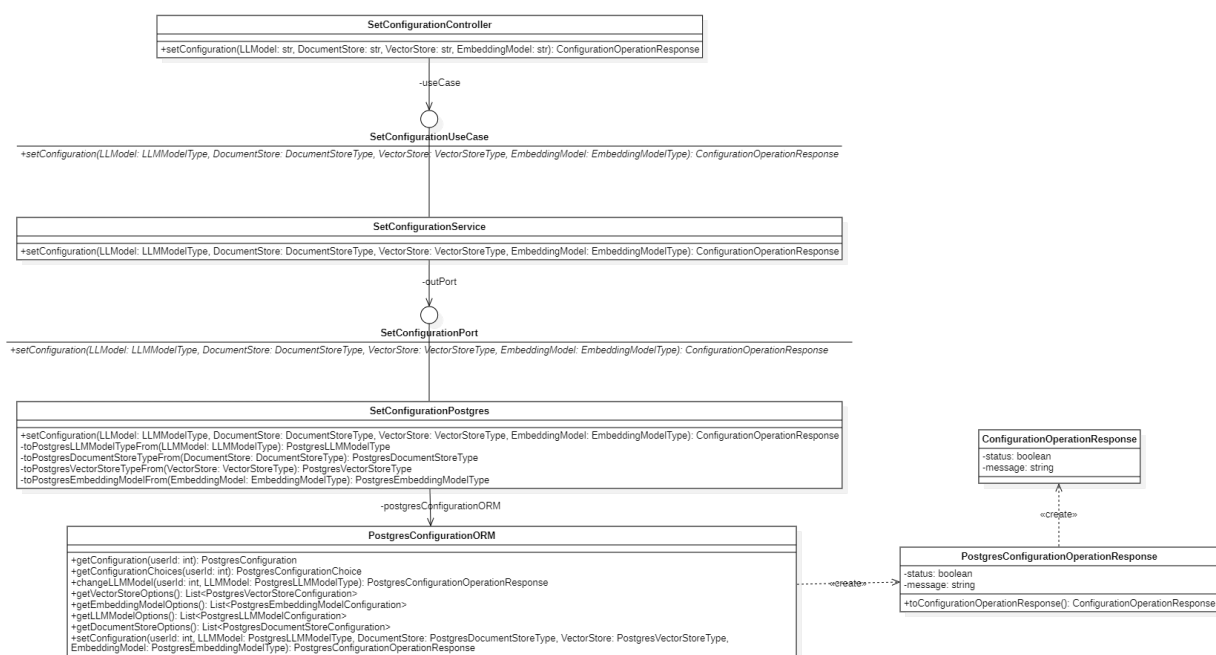 SetConfigurationController
+setConfiguration(LLModel: str, DocumentStore: str, VectorStore: str, EmbeddingModel: str): ConfigurationOperationResponse
-useCase
SetConfigurationUseCase
+setConfiguration(LLModel: LLMModelType, DocumentStore: DocumentStoreType, VectorStore: VectorStoreType, EmbeddingModel: EmbeddingModelType): ConfigurationOperationResponse
SetConfigurationService
+setConfiguration(LLModel: LLMModelType, DocumentStore: DocumentStoreType, VectorStore: VectorStoreType, EmbeddingModel: EmbeddingModelType): ConfigurationOperationResponse
-outPort
SetConfigurationPort
+setConfiguration(LLModel: LLMModelType, DocumentStore: DocumentStoreType, VectorStore: VectorStoreType, EmbeddingModel: EmbeddingModelType): ConfigurationOperationResponse
SetConfigurationPostgres
+setConfiguration(LLModel: LLMModelType, DocumentStore: DocumentStoreType, VectorStore: VectorStoreType, EmbeddingModel: EmbeddingModelType): ConfigurationOperationResponse
-toPostgresLLMModelTypeFrom(LLMModel: LLMModelType): PostgresLLMModelType
-toPostgresDocumentStoreTypeFrom(DocumentStore: DocumentStoreType): PostgresDocumentStoreType
-toPostgresVectorStoreTypeFrom(VectorStore: VectorStoreType): PostgresVectorStoreType
-toPostgresEmbeddingModelFrom(EmbeddingModel: EmbeddingModelType): PostgresEmbeddingModelType
-postgresConfigurationORM
PostgresConfigurationORM
+getConfiguration(userId: int): PostgresConfiguration
+getConfigurationChoices(userId: int): PostgresConfigurationChoice
+changeLLMModel(userId: int, LLMModel: PostgresLLMModelType): PostgresConfigurationOperationResponse
+getVectorStoreOptions(): List<PostgresVectorStoreConfiguration>
+getEmbeddingModelOptions(): List<PostgresEmbeddingModelConfiguration>
+getLLMModelOptions(): List<PostgresLLMModelConfiguration>
+getDocumentStoreOptions(): List<PostgresDocumentStoreConfiguration>
+setConfiguration(userId: int, LLModel: PostgresLLMModelType, DocumentStore: PostgresDocumentStoreType, VectorStore: PostgresVectorStoreType,
EmbeddingModel: PostgresEmbeddingModelType): PostgresConfigurationOperationResponse
«create»
ConfigurationOperationResponse
-status: boolean
-message: string
«create»
PostgresConfigurationOperationResponse
-status: boolean
-message: string
+toConfigurationOperationResponse(): ConfigurationOperationResponse